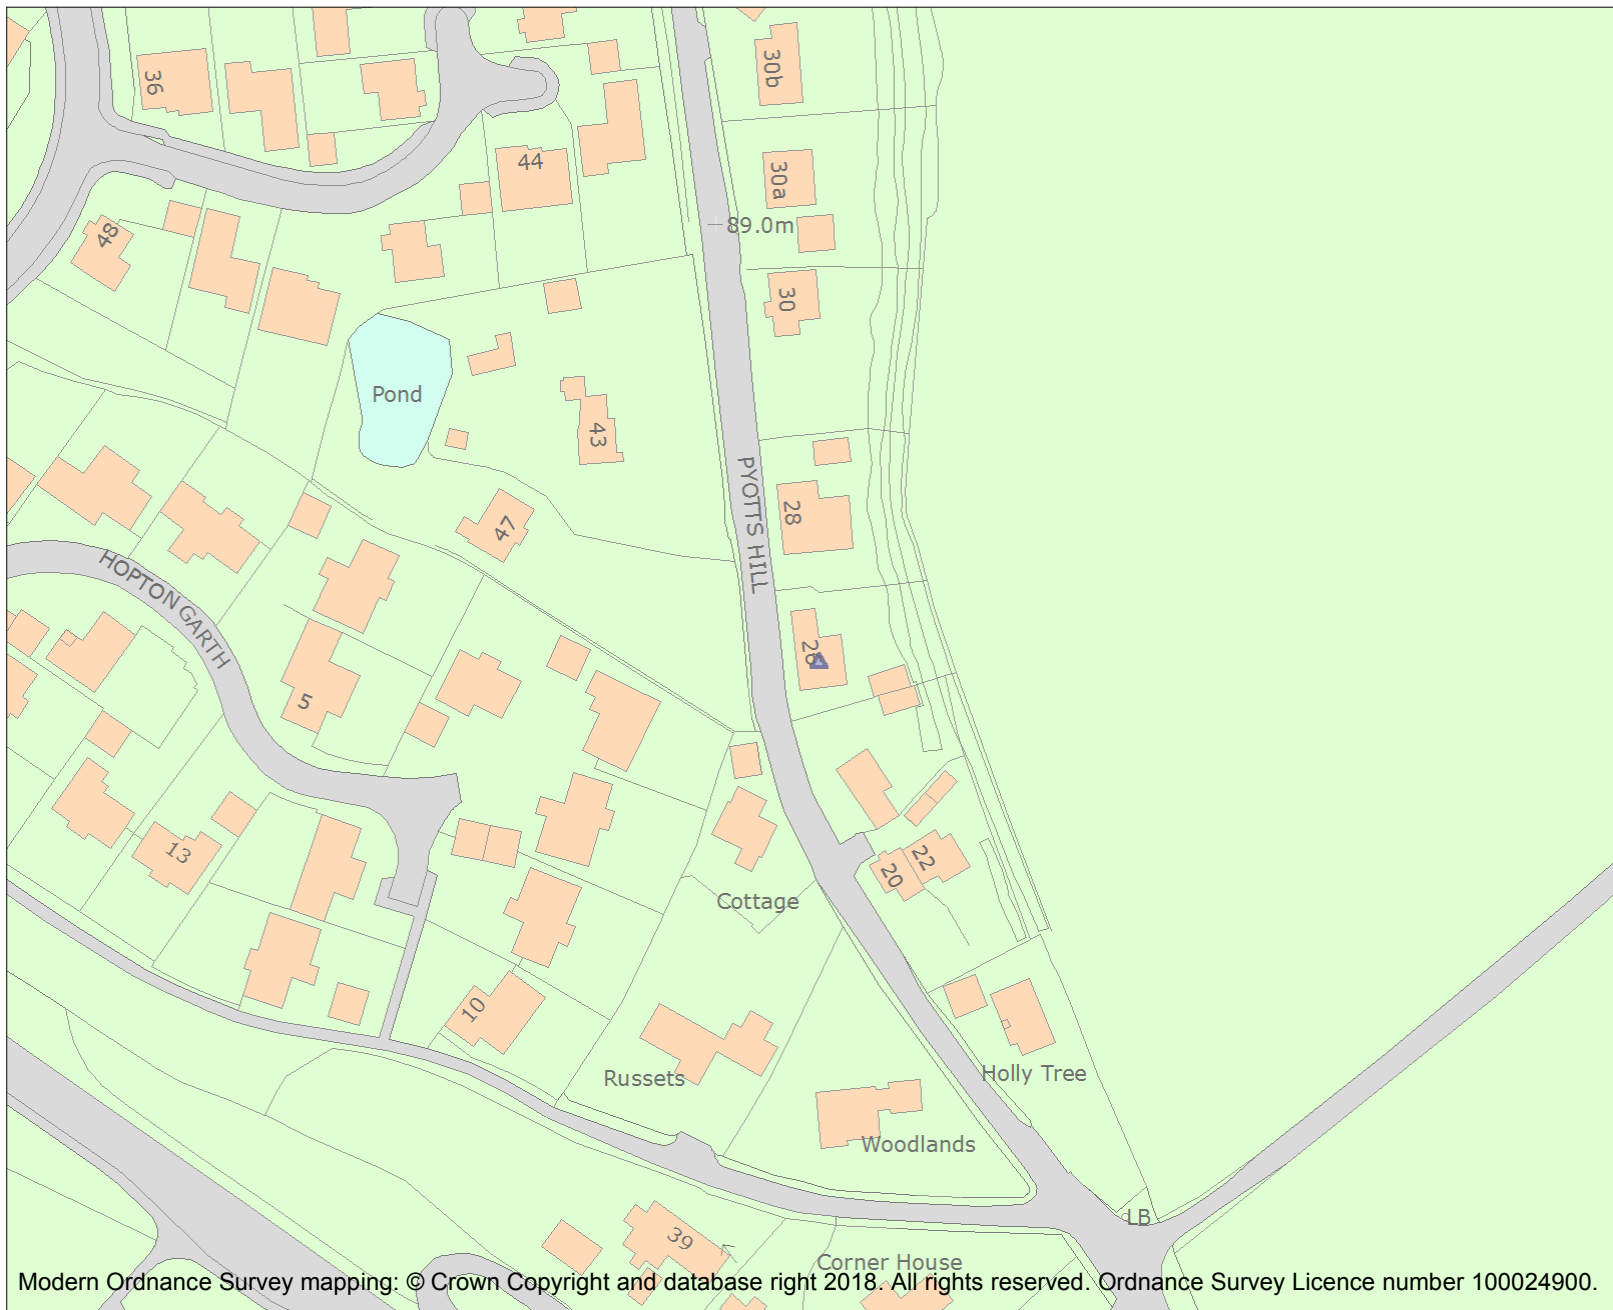 36
30b
44
30a
89.0m
48
30
Pond
43
PYOTTS HILL
28
47
HOPTON GARTH
26
5
13
22
20
Cottage
10
Holly Tree
Russets
Woodlands
LB
39
Corner House
Modern Ordnance Survey mapping: © Crown Copyright and database right 2018. All rights reserved. Ordnance Survey Licence number 100024900.